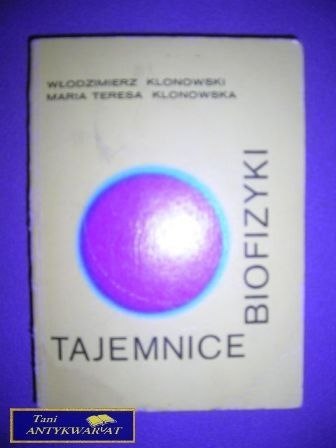 WŁODZIMIERZ KLONOWSKI
MARIA TERESA KLONOWSKA
TAJEMNICE
BIOFIZYKI
Tani
ANTYKWARIAT